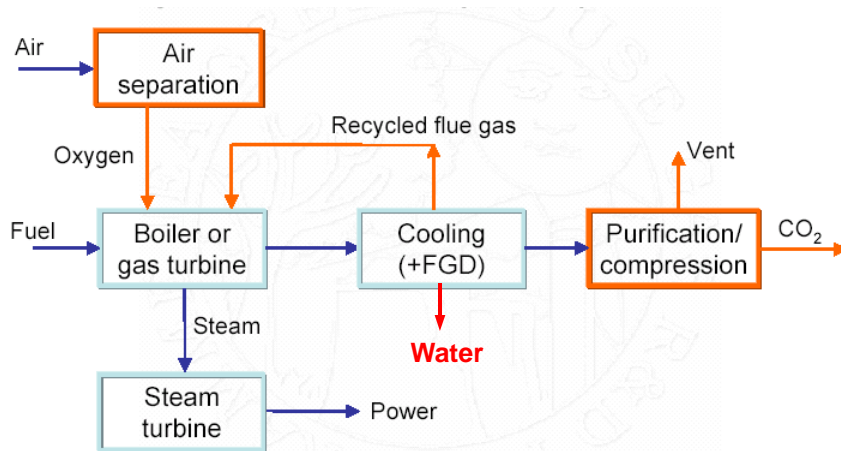 Air
Air
separation
Recycled flue gas
Vent
Oxygen
Fuel
Boiler or
gas turbine
Cooling
(+FGD)
Purification/
compression
CO₂
Steam
Water
Steam
turbine
Power